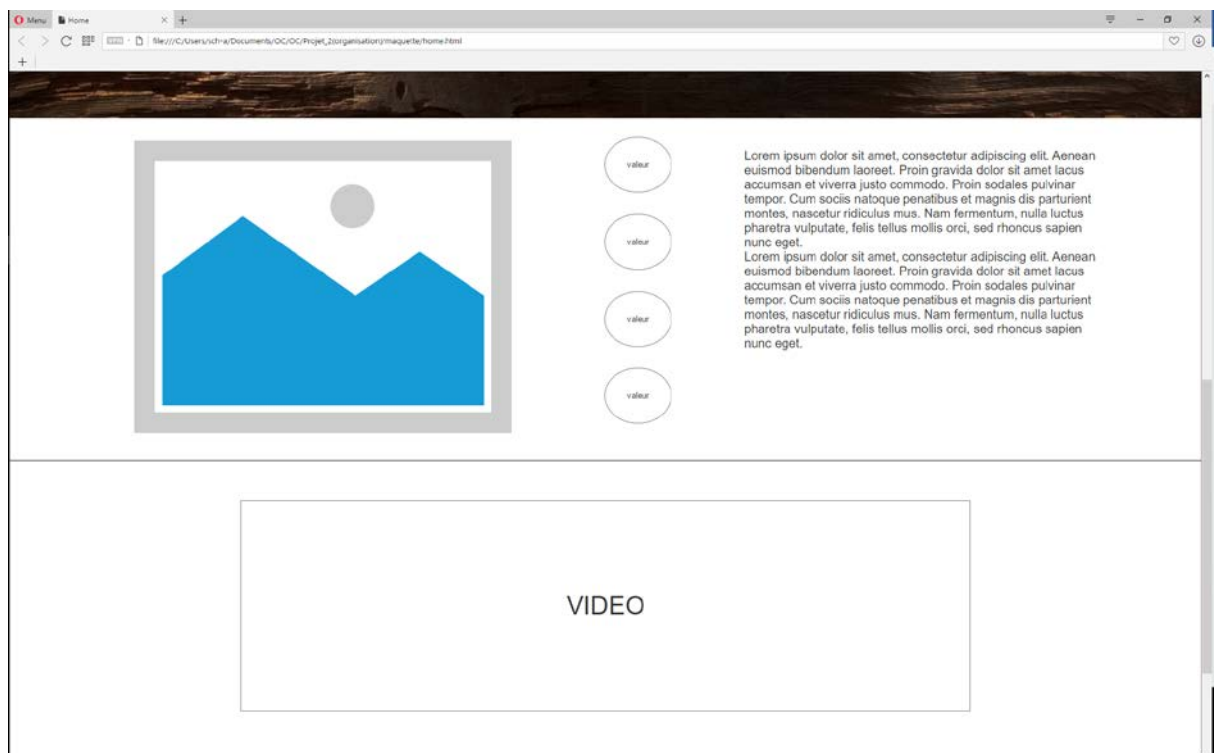 Menu
Home
file:///C:/Users/sch-a/Documents/OC/OC/Projet_2(organisation)/maquette/home.html
valeur
valeur
valeur
valeur
Lorem ipsum dolor sit amet, consectetur adipiscing elit. Aenean
euismod bibendum laoreet. Proin gravida dolor sit amet lacus
accumsan et viverra justo commodo. Proin sodales pulvinar
tempor. Cum sociis natoque penatibus et magnis dis parturient
montes, nascetur ridiculus mus. Nam fermentum, nulla luctus
pharetra vulputate, felis tellus mollis orci, sed rhoncus sapien
nunc eget.
Lorem ipsum dolor sit amet, consectetur adipiscing elit. Aenean
euismod bibendum laoreet. Proin gravida dolor sit amet lacus
accumsan et viverra justo commodo. Proin sodales pulvinar
tempor. Cum sociis natoque penatibus et magnis dis parturient
montes, nascetur ridiculus mus. Nam fermentum, nulla luctus
pharetra vulputate, felis tellus mollis orci, sed rhoncus sapien
nunc eget.
VIDEO